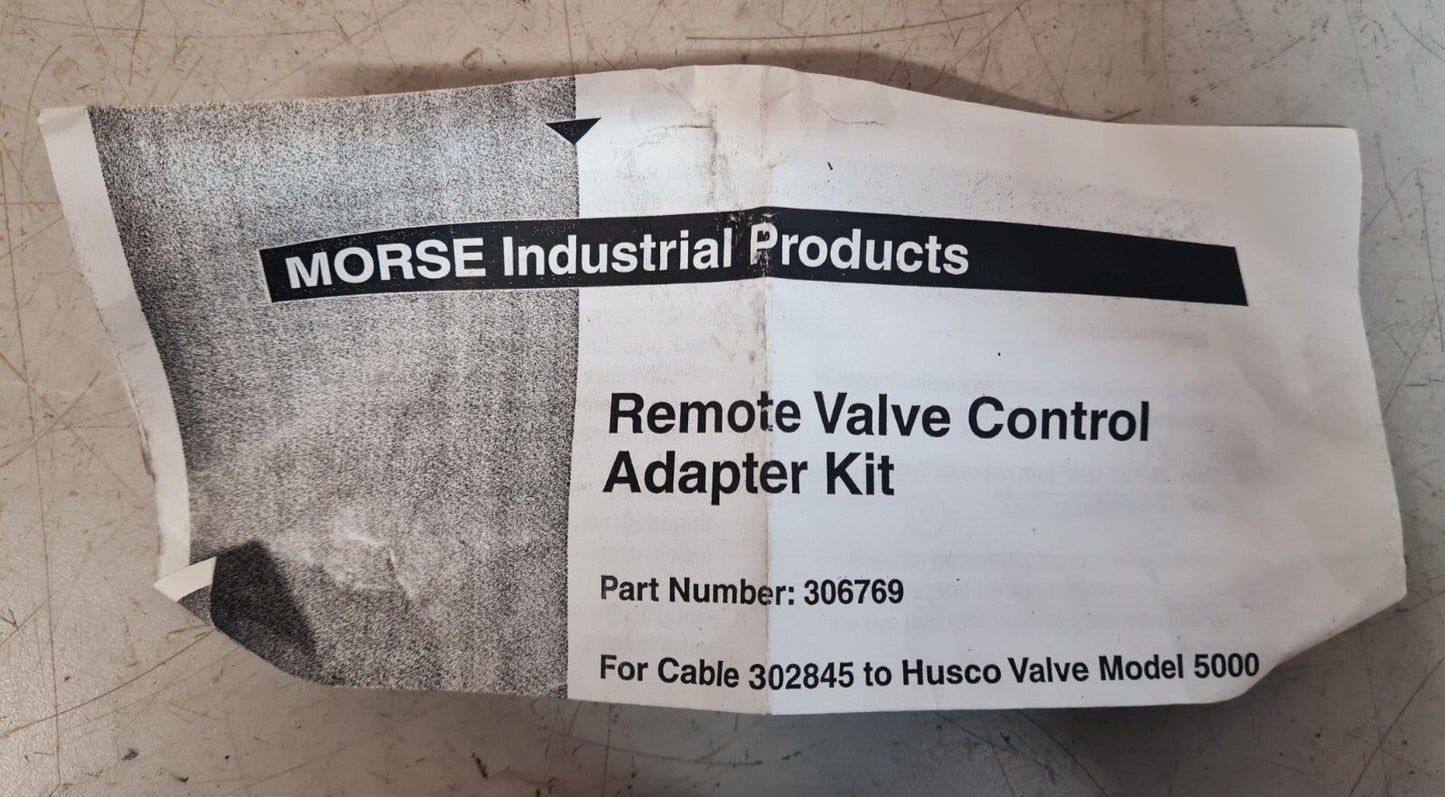 MORSE Industrial Products
Remote Valve Control
Adapter Kit
Part Number: 306769
For Cable 302845 to Husco Valve Model 5000